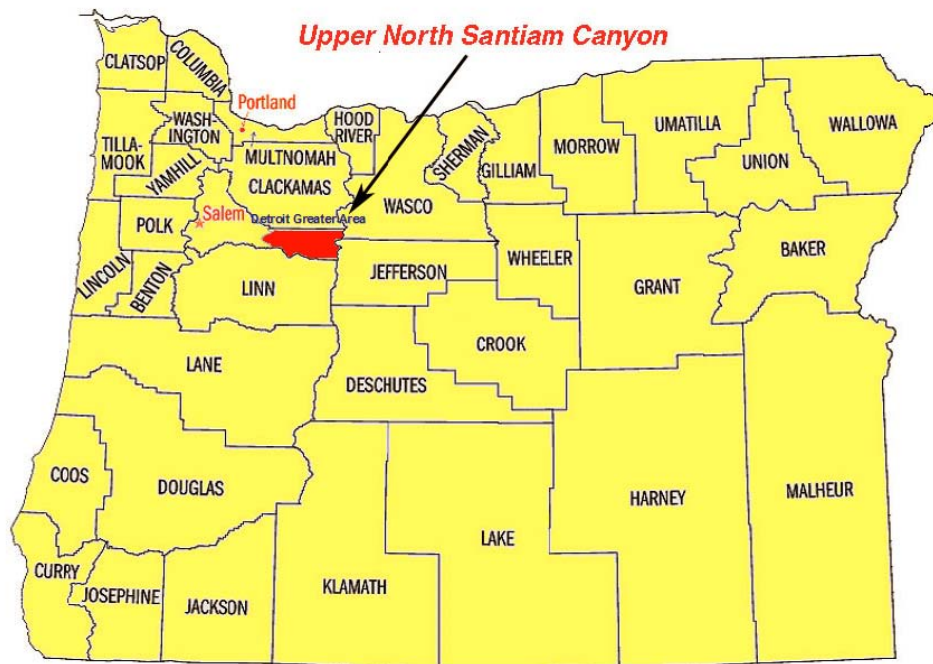 Upper North Santiam Canyon
CLATSOP
COLUMBIA
Portland
WASH-
INGTON
HOOD
RIVER
TILLA-
MOOK
MULTNOMAH
YAMHILL
CLACKAMAS
SHERMAN
GILLIAM
MORROW
UMATILLA
UNION
WALLOWA
WASCO
POLK
Salem
Detroit Greater Area
LINCOLN
BENTON
LINN
JEFFERSON
WHEELER
GRANT
BAKER
LANE
CROOK
DESCHUTES
COOS
DOUGLAS
HARNEY
MALHEUR
LAKE
CURRY
JOSEPHINE
JACKSON
KLAMATH